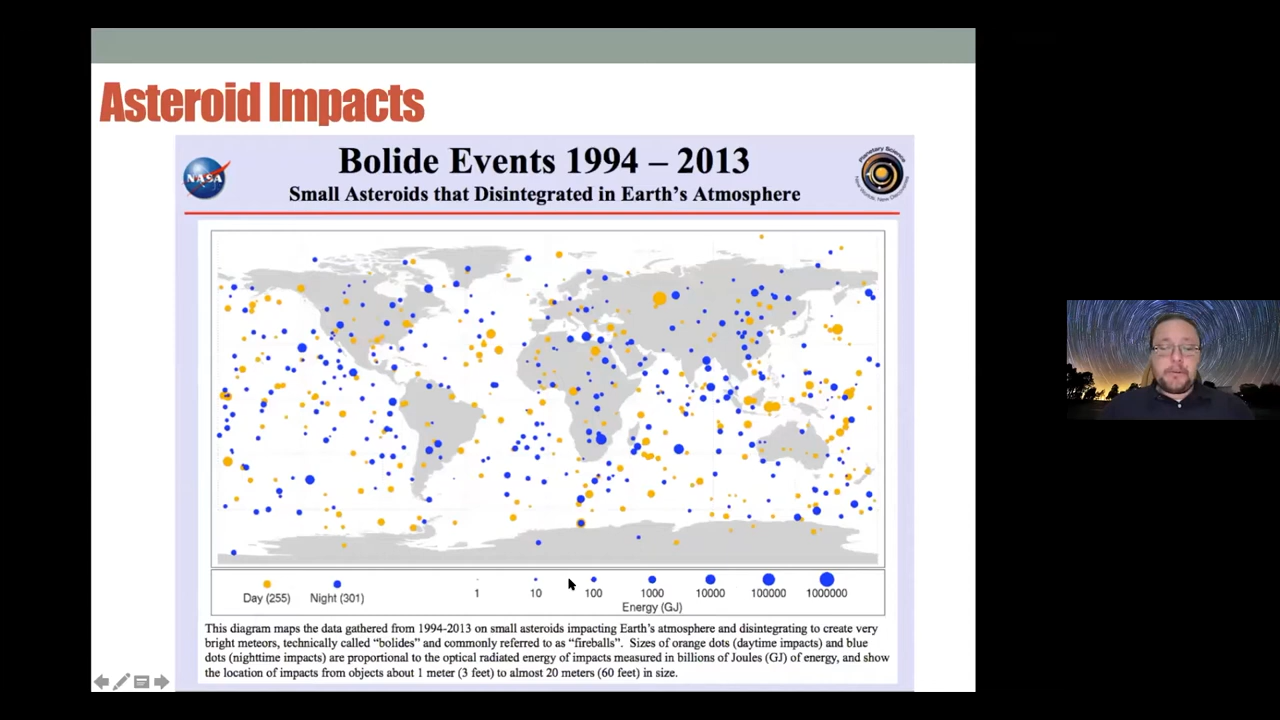 Asteroid Impacts
NASA
Bolide Events 1994 – 2013
Small Asteroids that Disintegrated in Earth's Atmosphere
Planetary Science
Day (255)
Night (301)
1
10
100
1000
10000
100000
1000000
Energy (GJ)
This diagram maps the data gathered from 1994-2013 on small asteroids impacting Earth's atmosphere and disintegrating to create very
bright meteors, technically called "bolides" and commonly referred to as "fireballs".  Sizes of orange dots (daytime impacts) and blue
dots (nighttime impacts) are proportional to the optical radiated energy of impacts measured in billions of Joules (GJ) of energy, and show
the location of impacts from objects about 1 meter (3 feet) to almost 20 meters (60 feet) in size.